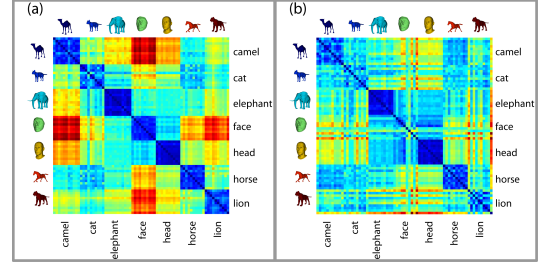 (a)
camel
cat
elephant
face
head
horse
lion
camel
cat
elephant
face
head
horse
lion
(b)
camel
cat
elephant
face
head
horse
lion
camel
cat
elephant
face
head
horse
lion